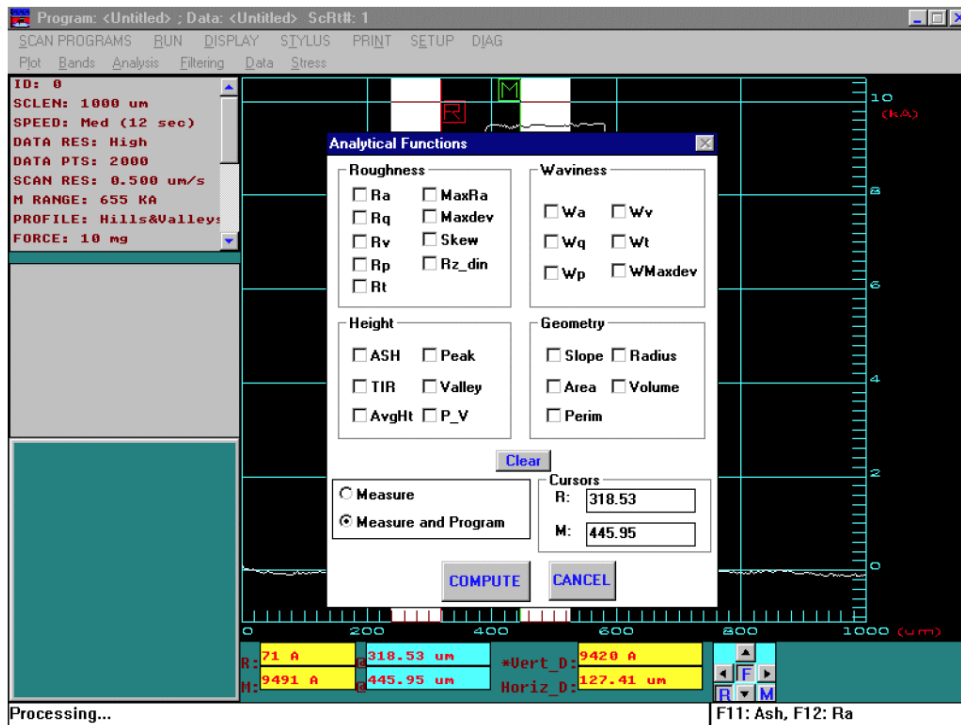 Program: <Untitled> ; Data: <Untitled> ScRt#: 1
SCAN PROGRAMS RUN DISPLAY STYLUS PRINT SETUP DIAG
Plot Bands Analysis Filtering Data Stress
ID: 0
SCLEN: 1000 um
SPEED: Med (12 sec)
DATA RES: High
DATA PTS: 2000
SCAN RES: 0.500 um/s
M RANGE: 655 KA
PROFILE: Hills&Valleys
FORCE: 10 mg
R
M
10
(kA)
8
6
4
2
0
Analytical Functions
Roughness
Ra MaxRa
Rq Maxdev
Rv Skew
Rp Rz_din
Rt
Waviness
Wa Wv
Wq Wt
Wp WMaxdev
Height
ASH Peak
TIR Valley
AvgHt P_V
Geometry
Slope Radius
Area Volume
Perim
Clear
Measure
Measure and Program
Cursors
R: 318.53
M: 445.95
COMPUTE CANCEL
0 200 400 600 800 1000 (um)
R: 71 A @ 318.53 um *Vert_D: 9420 A
M: 9491 A @ 445.95 um Horiz_D: 127.41 um
F
R M
Processing... F11: Ash, F12: Ra